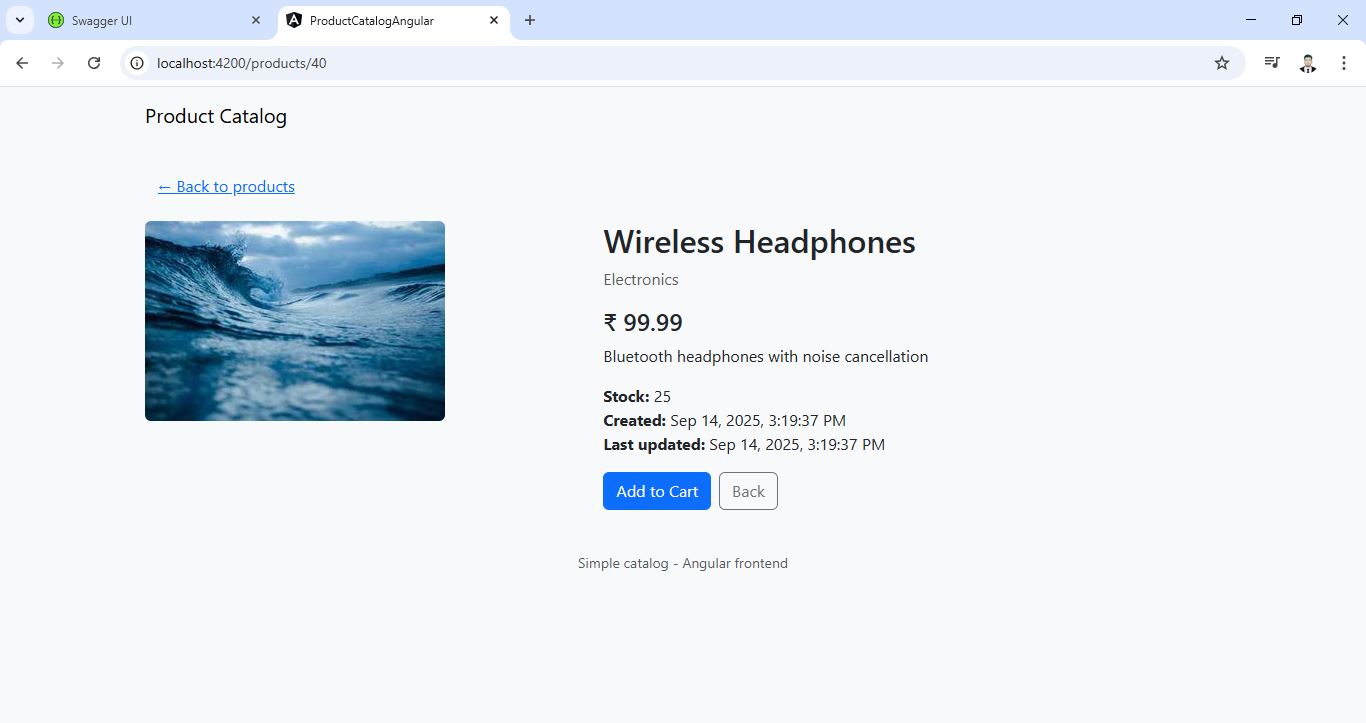 Swagger UI
ProductCatalogAngular
localhost:4200/products/40
Product Catalog
← Back to products
Wireless Headphones
Electronics
₹ 99.99
Bluetooth headphones with noise cancellation
Stock: 25
Created: Sep 14, 2025, 3:19:37 PM
Last updated: Sep 14, 2025, 3:19:37 PM
Add to Cart Back
Simple catalog - Angular frontend